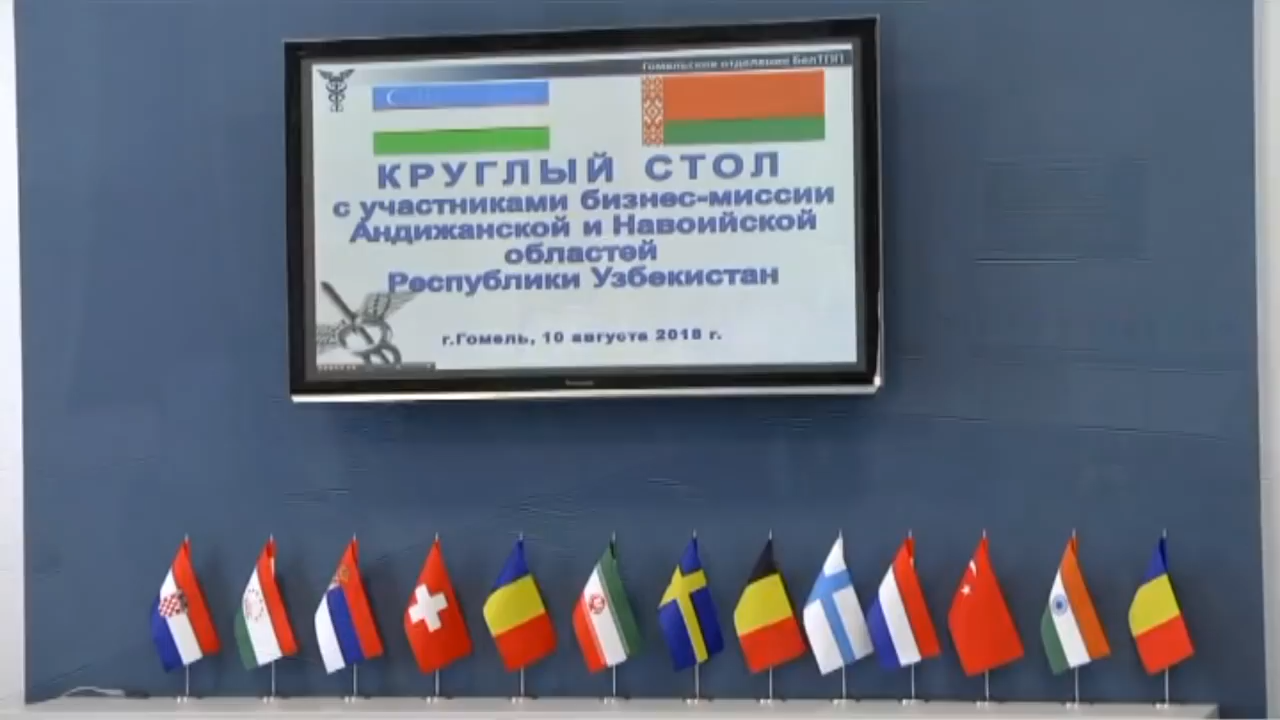 Гомельское отделение БелТПП
КРУГЛЫЙ СТОЛ
с участниками бизнес-миссии
Андижанской и Навоийской
областей
Республики Узбекистан
г.Гомель, 10 августа 2018 г.